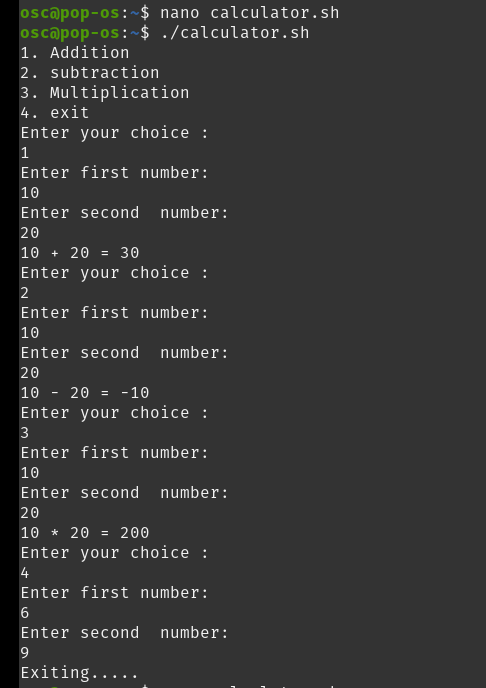 osc@pop-os:~$ nano calculator.sh
osc@pop-os:~$ ./calculator.sh
1. Addition
2. subtraction
3. Multiplication
4. exit
Enter your choice :
1
Enter first number:
10
Enter second  number:
20
10 + 20 = 30
Enter your choice :
2
Enter first number:
10
Enter second  number:
20
10 - 20 = -10
Enter your choice :
3
Enter first number:
10
Enter second  number:
20
10 * 20 = 200
Enter your choice :
4
Enter first number:
6
Enter second  number:
9
Exiting.....